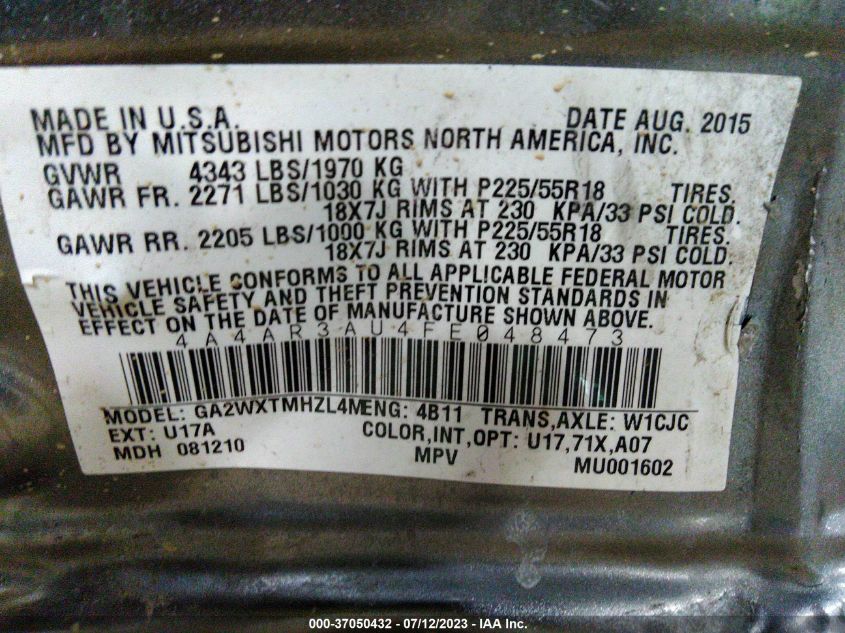 MADE IN U.S.A. DATE AUG. 2015
MFD BY MITSUBISHI MOTORS NORTH AMERICA, INC.
GVWR 4343 LBS/1970 KG
GAWR FR. 2271 LBS/1030 KG WITH P225/55R18 TIRES.
18X7J RIMS AT 230 KPA/33 PSI COLD.
GAWR RR. 2205 LBS/1000 KG WITH P225/55R18 TIRES.
18X7J RIMS AT 230 KPA/33 PSI COLD.
THIS VEHICLE CONFORMS TO ALL APPLICABLE FEDERAL MOTOR
VEHICLE SAFETY AND THEFT PREVENTION STANDARDS IN
EFFECT ON THE DATE OF MANUFACTURE SHOWN ABOVE.
4A4AR3AU4FE048473
MODEL: GA2WXTMHZL4M ENG: 4B11 TRANS,AXLE: W1CJC
EXT: U17A COLOR,INT,OPT: U17,71X,A07
MDH 081210 MPV MU001602
000-37050432 - 07/12/2023 - IAA Inc.